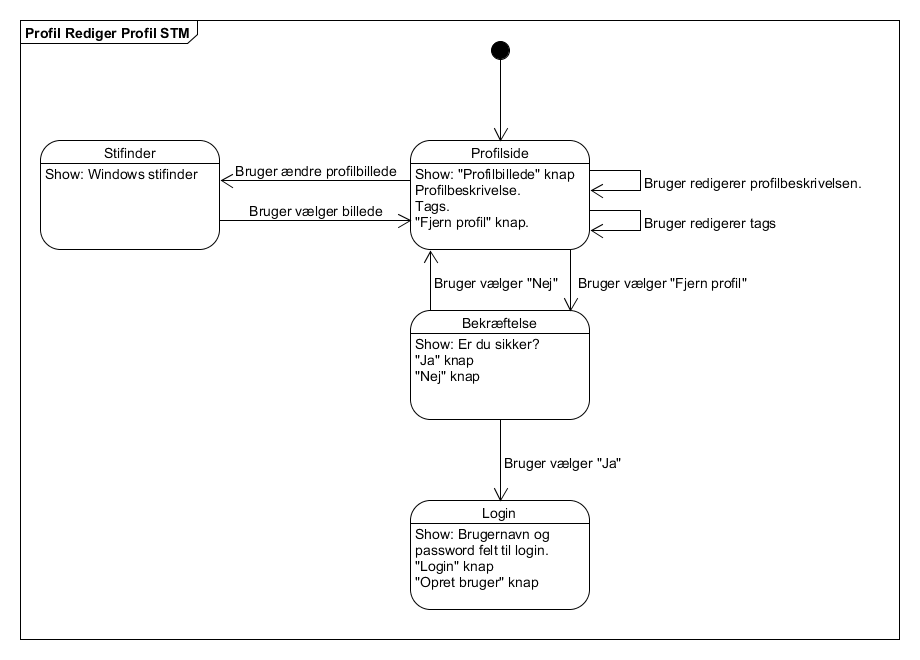 Profil Rediger Profil STM
Stifinder
Show: Windows stifinder
Bruger ændre profilbillede
Bruger vælger billede
Profilside
Show: "Profilbillede" knap
Profilbeskrivelse.
Tags.
"Fjern profil" knap.
Bruger redigerer profilbeskrivelsen.
Bruger redigerer tags
Bruger vælger "Nej"
Bruger vælger "Fjern profil"
Bekræftelse
Show: Er du sikker?
"Ja" knap
"Nej" knap
Bruger vælger "Ja"
Login
Show: Brugernavn og
password felt til login.
"Login" knap
"Opret bruger" knap